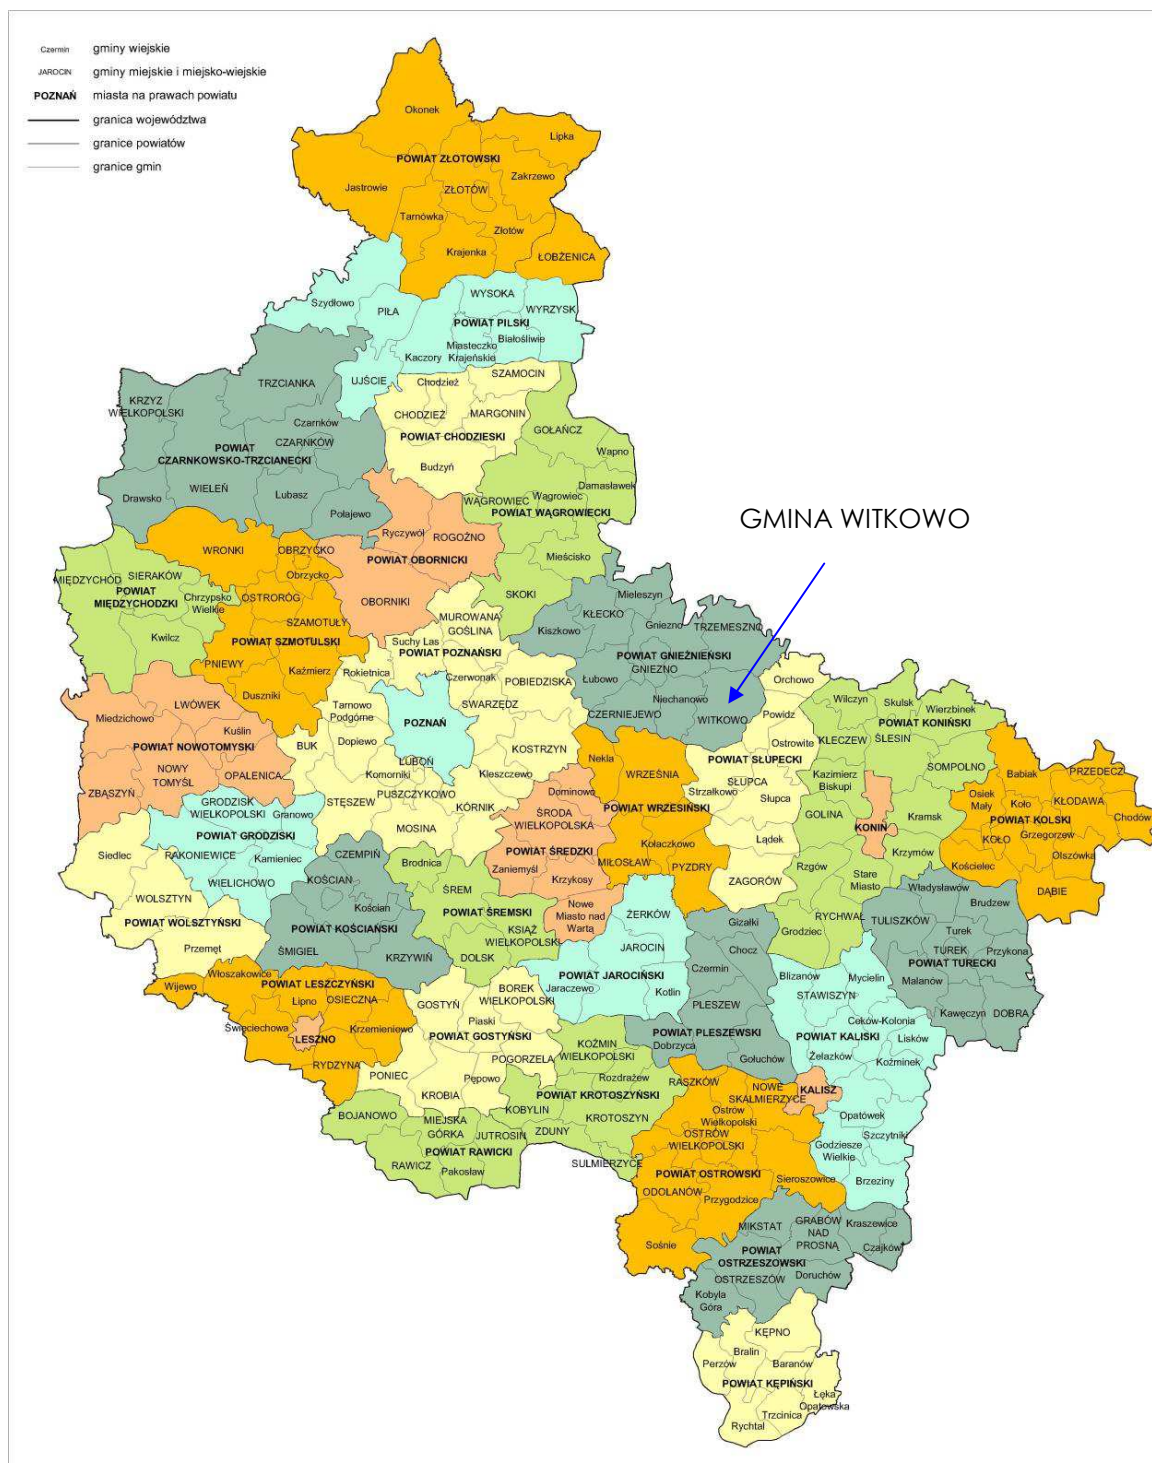 Czermin gminy wiejskie
JAROCIN gminy miejskie i miejsko-wiejskie
POZNAŃ miasta na prawach powiatu
granica województwa
granice powiatów
granice gmin
Okonek
Lipka
POWIAT ZŁOTOWSKI
Zakrzewo
Jastrowie
ZŁOTÓW
Tarnówka
Złotów
Krajenka
ŁOBŻENICA
Szydłowo
WYSOKA
PIŁA
WYRZYSK
POWIAT PILSKI
Białośliwie
Miasteczko
Krajeńskie
Kaczory
UJŚCIE
TRZCIANKA
KRZYZ
WIELKOPOLSKI
Czarnków
CZARNKÓW
POWIAT
CZARNKOWSKO-TRZCIANECKI
WIELEŃ
Drawsko
Lubasz
Połajewo
Chodzież
SZAMOCIN
CHODZIEŻ
MARGONIN
POWIAT CHODZIESKI
Budzyń
GOŁAŃCZ
Wapno
Damasławek
Wągrowiec
WĄGROWIEC
POWIAT WĄGROWIECKI
Mieścisko
SKOKI
GMINA WITKOWO
Ryczywół
ROGOŹNO
POWIAT OBORNICKI
OBORNIKI
WRONKI
OBRZYCKO
Obrzycko
OSTRORÓG
SZAMOTUŁY
POWIAT SZMOTULSKI
PNIEWY
Kaźmierz
Duszniki
MIĘDZYCHÓD
SIERAKÓW
POWIAT
MIĘDZYCHODZKI
Chrzypsko
Wielkie
Kwilcz
MUROWANA
GOŚLINA
Suchy Las
POWIAT POZNAŃSKI
Rokietnica
Czerwonak
POBIEDZISKA
Tarnowo
Podgórne
SWARZĘDZ
POZNAŃ
BUK
Dopiewo
LUBOŃ
KOSTRZYN
Komorniki
Kleszczewo
STĘSZEW
PUSZCZYKOWO
KÓRNIK
MOSINA
Mieleszyn
KŁECKO
Gniezno
TRZEMESZNO
Kiszkowo
POWIAT GNIEŹNIEŃSKI
GNIEZNO
Łubowo
Niechanowo
CZERNIEJEWO
WITKOWO
Orchowo
Powidz
Ostrowite
POWIAT SŁUPECKI
SŁUPCA
Strzałkowo
Słupca
Lądek
ZAGORÓW
Wilczyn
Skulsk
Wierzbinek
POWIAT KONIŃSKI
KLECZEW
ŚLESIN
SOMPOLNO
Kazimierz
Biskupi
GOLINA
KONIN
Kramsk
Krzymów
Rzgów
Stare
Miasto
RYCHWAŁ
Grodziec
Babiak
PRZEDECZ
Osiek
Mały
Koło
KŁODAWA
POWIAT KOLSKI
Chodów
KOŁO
Grzegorzew
Olszówka
Kościelec
DĄBIE
LWÓWEK
Miedzichowo
Kuślin
POWIAT NOWOTOMYSKI
NOWY
TOMYŚL
OPALENICA
ZBĄSZYŃ
GRODZISK
WIELKOPOLSKI
Granowo
POWIAT GRODZISKI
RAKONIEWICE
Kamieniec
WIELICHOWO
Siedlec
WOLSZTYN
POWIAT WOLSZTYŃSKI
Przemęt
CZEMPIŃ
KOŚCIAN
Kościan
POWIAT KOŚCIAŃSKI
ŚMIGIEL
KRZYWIŃ
Brodnica
ŚREM
POWIAT ŚREMSKI
KSIĄŻ
WIELKOPOLSKI
DOLSK
Dominowo
ŚRODA
WIELKOPOLSKA
POWIAT ŚREDZKI
Zaniemyśl
Krzykosy
Nowe
Miasto nad
Wartą
Nekla
WRZEŚNIA
POWIAT WRZESIŃSKI
Kołaczkowo
MIŁOSŁAW
PYZDRY
Władysławów
Brudzew
TULISZKÓW
Turek
TUREK
Przykona
POWIAT TURECKI
Malanów
Kawęczyn
DOBRA
ŻERKÓW
JAROCIN
POWIAT JAROCIŃSKI
Jaraczewo
Kotlin
Gizałki
Chocz
Czermin
PLESZEW
POWIAT PLESZEWSKI
Dobrzyca
Gołuchów
Blizanów
Mycielin
STAWISZYN
Ceków-Kolonia
POWIAT KALISKI
Lisków
Żelazków
Koźminek
KALISZ
Opatówek
Szczytniki
Godziesze
Wielkie
Brzeziny
Włoszakowice
POWIAT LESZCZYŃSKI
Wijewo
Lipno
OSIECZNA
Święciechowa
LESZNO
Krzemieniewo
RYDZYNA
GOSTYŃ
BOREK
WIELKOPOLSKI
Piaski
POWIAT GOSTYŃSKI
POGORZELA
PONIEC
Pępowo
KROBIA
KOŹMIN
WIELKOPOLSKI
Rozdrażew
POWIAT KROTOSZYŃSKI
KOBYLIN
KROTOSZYN
ZDUNY
SULMIERZYCE
BOJANOWO
MIEJSKA
GÓRKA
JUTROSIN
POWIAT RAWICKI
RAWICZ
Pakosław
RASZKÓW
NOWE
SKALMIERZYCE
Ostrów
Wielkopolski
OSTRÓW
WIELKOPOLSKI
POWIAT OSTROWSKI
Sieroszowice
ODOLANÓW
Przygodzice
Sośnie
MIKSTAT
GRABÓW
NAD
PROSNĄ
Kraszewice
Czajków
POWIAT
OSTRZESZOWSKI
OSTRZESZÓW
Doruchów
Kobyla
Góra
KĘPNO
Bralin
Perzów
Baranów
POWIAT KĘPIŃSKI
Łęka
Opatowska
Trzcinica
Rychtal